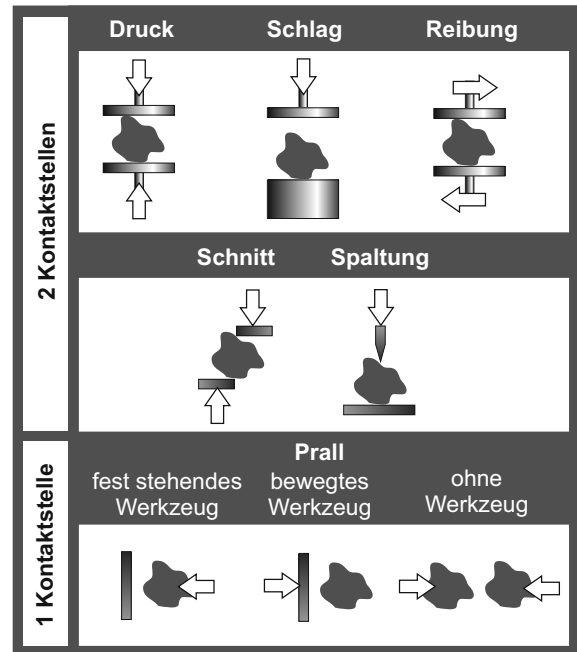 2 Kontaktstellen
Druck
Schlag
Reibung
Schnitt
Spaltung
1 Kontaktstelle
Prall
fest stehendes
Werkzeug
bewegtes
Werkzeug
ohne
Werkzeug